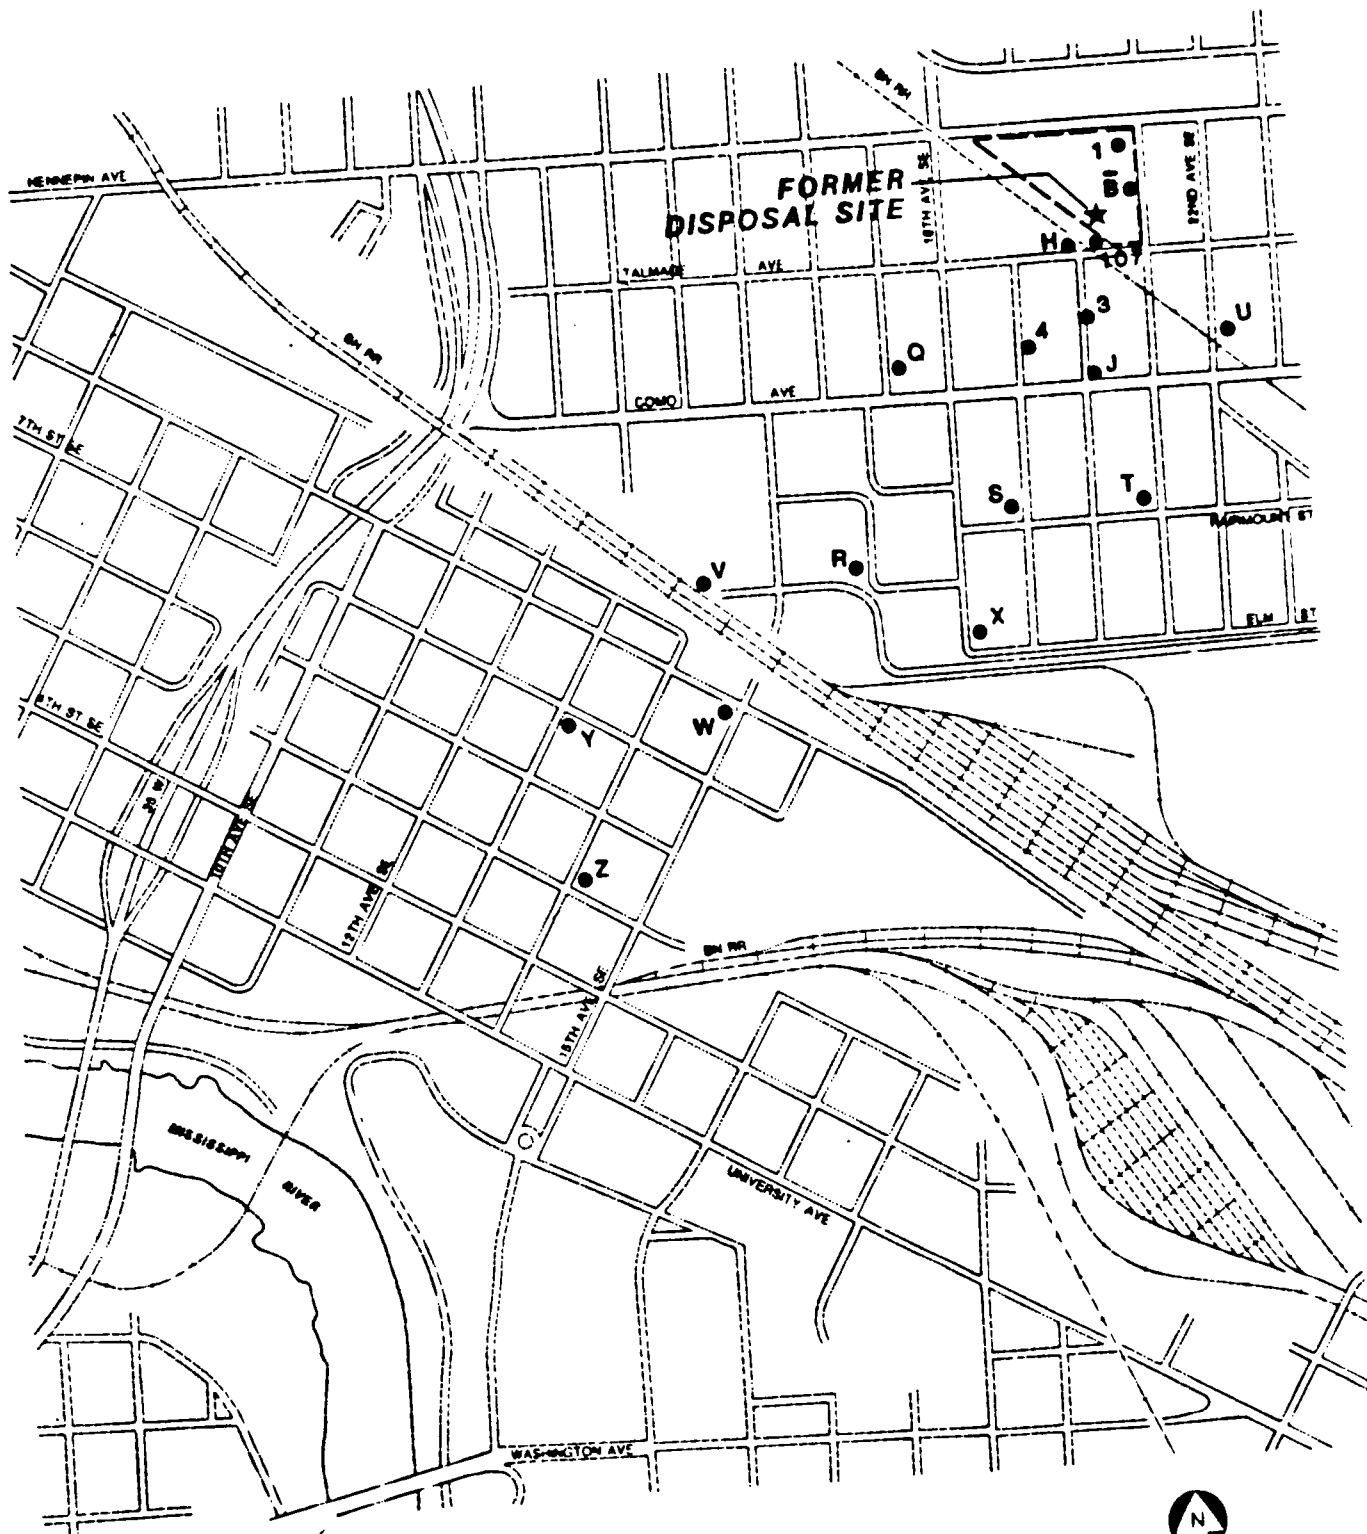 BN RR
HENNEPIN AVE
18TH AVE SE
22ND AVE SE
1
B
FORMER
DISPOSAL SITE
H
107
TALMAGE AVE
3
U
4
BN RR
Q
J
COMO AVE
7TH ST SE
S
T
FAIRMOUNT ST
V
R
X
ELM ST
8TH ST SE
W
Y
35 W
10TH AVE SE
Z
13TH AVE SE
BN RR
15TH AVE SE
MISSISSIPPI
RIVER
UNIVERSITY AVE
WASHINGTON AVE
N